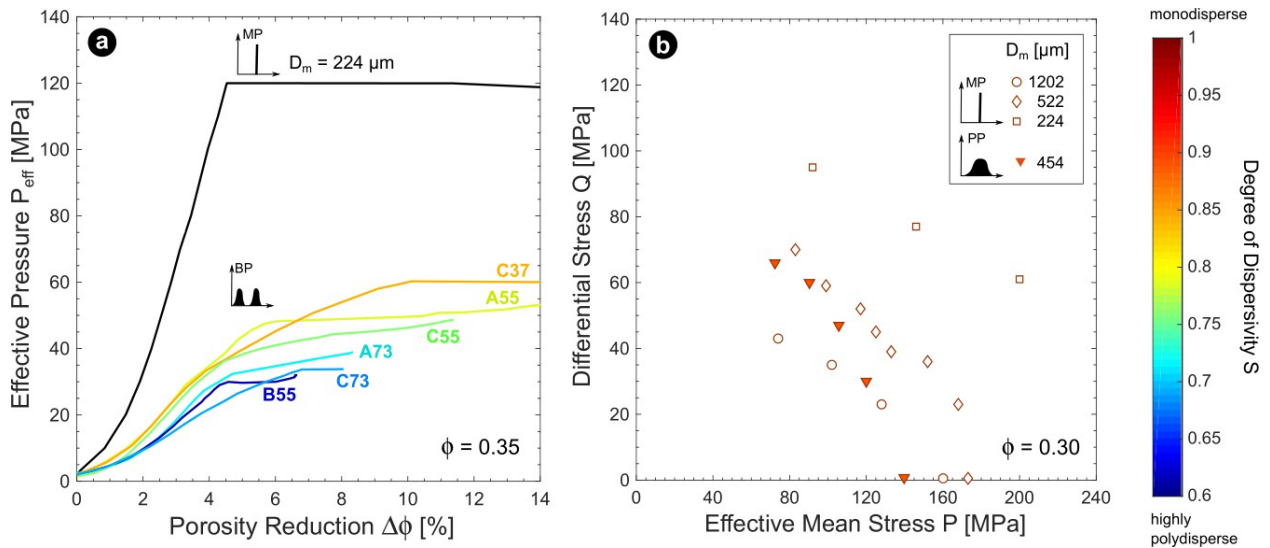 a
MP
D_m = 224 μm
BP
C37
A55
C55
A73
C73
B55
ϕ = 0.35
Effective Pressure P_eff [MPa]
140
120
100
80
60
40
20
0
0 2 4 6 8 10 12 14
Porosity Reduction Δϕ [%]
b
D_m [μm]
MP
1202
522
224
PP
454
ϕ = 0.30
Differential Stress Q [MPa]
140
120
100
80
60
40
20
0
0 40 80 120 160 200 240
Effective Mean Stress P [MPa]
monodisperse
1
0.95
0.9
0.85
0.8
0.75
0.7
0.65
0.6
highly
polydisperse
Degree of Dispersivity S